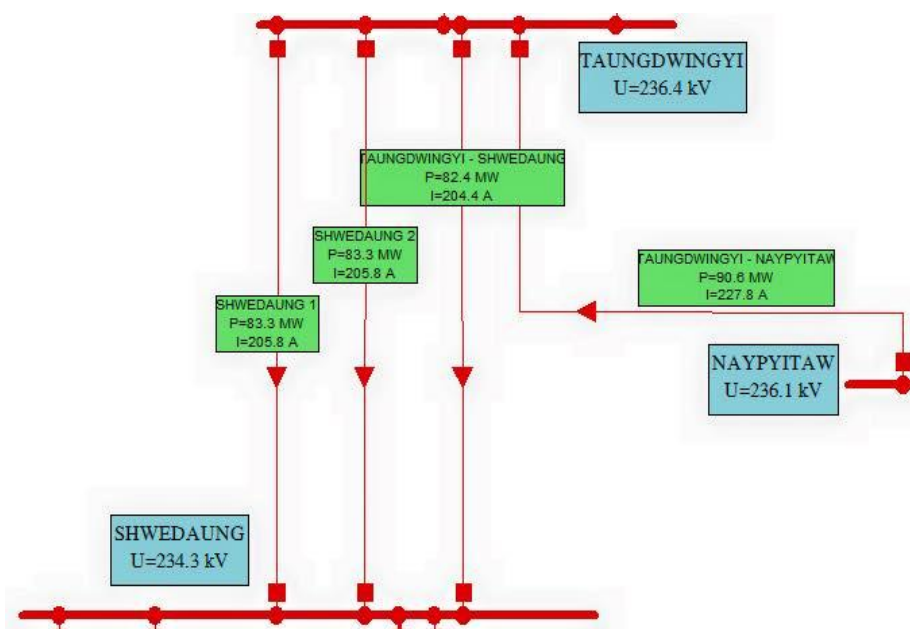 TAUNGDWINGYI
U=236.4 kV
TAUNGDWINGYI - SHWEDAUNG
P=82.4 MW
I=204.4 A
SHWEDAUNG 2
P=83.3 MW
I=205.8 A
TAUNGDWINGYI - NAYPYITAW
P=90.6 MW
I=227.8 A
SHWEDAUNG 1
P=83.3 MW
I=205.8 A
NAYPYITAW
U=236.1 kV
SHWEDAUNG
U=234.3 kV